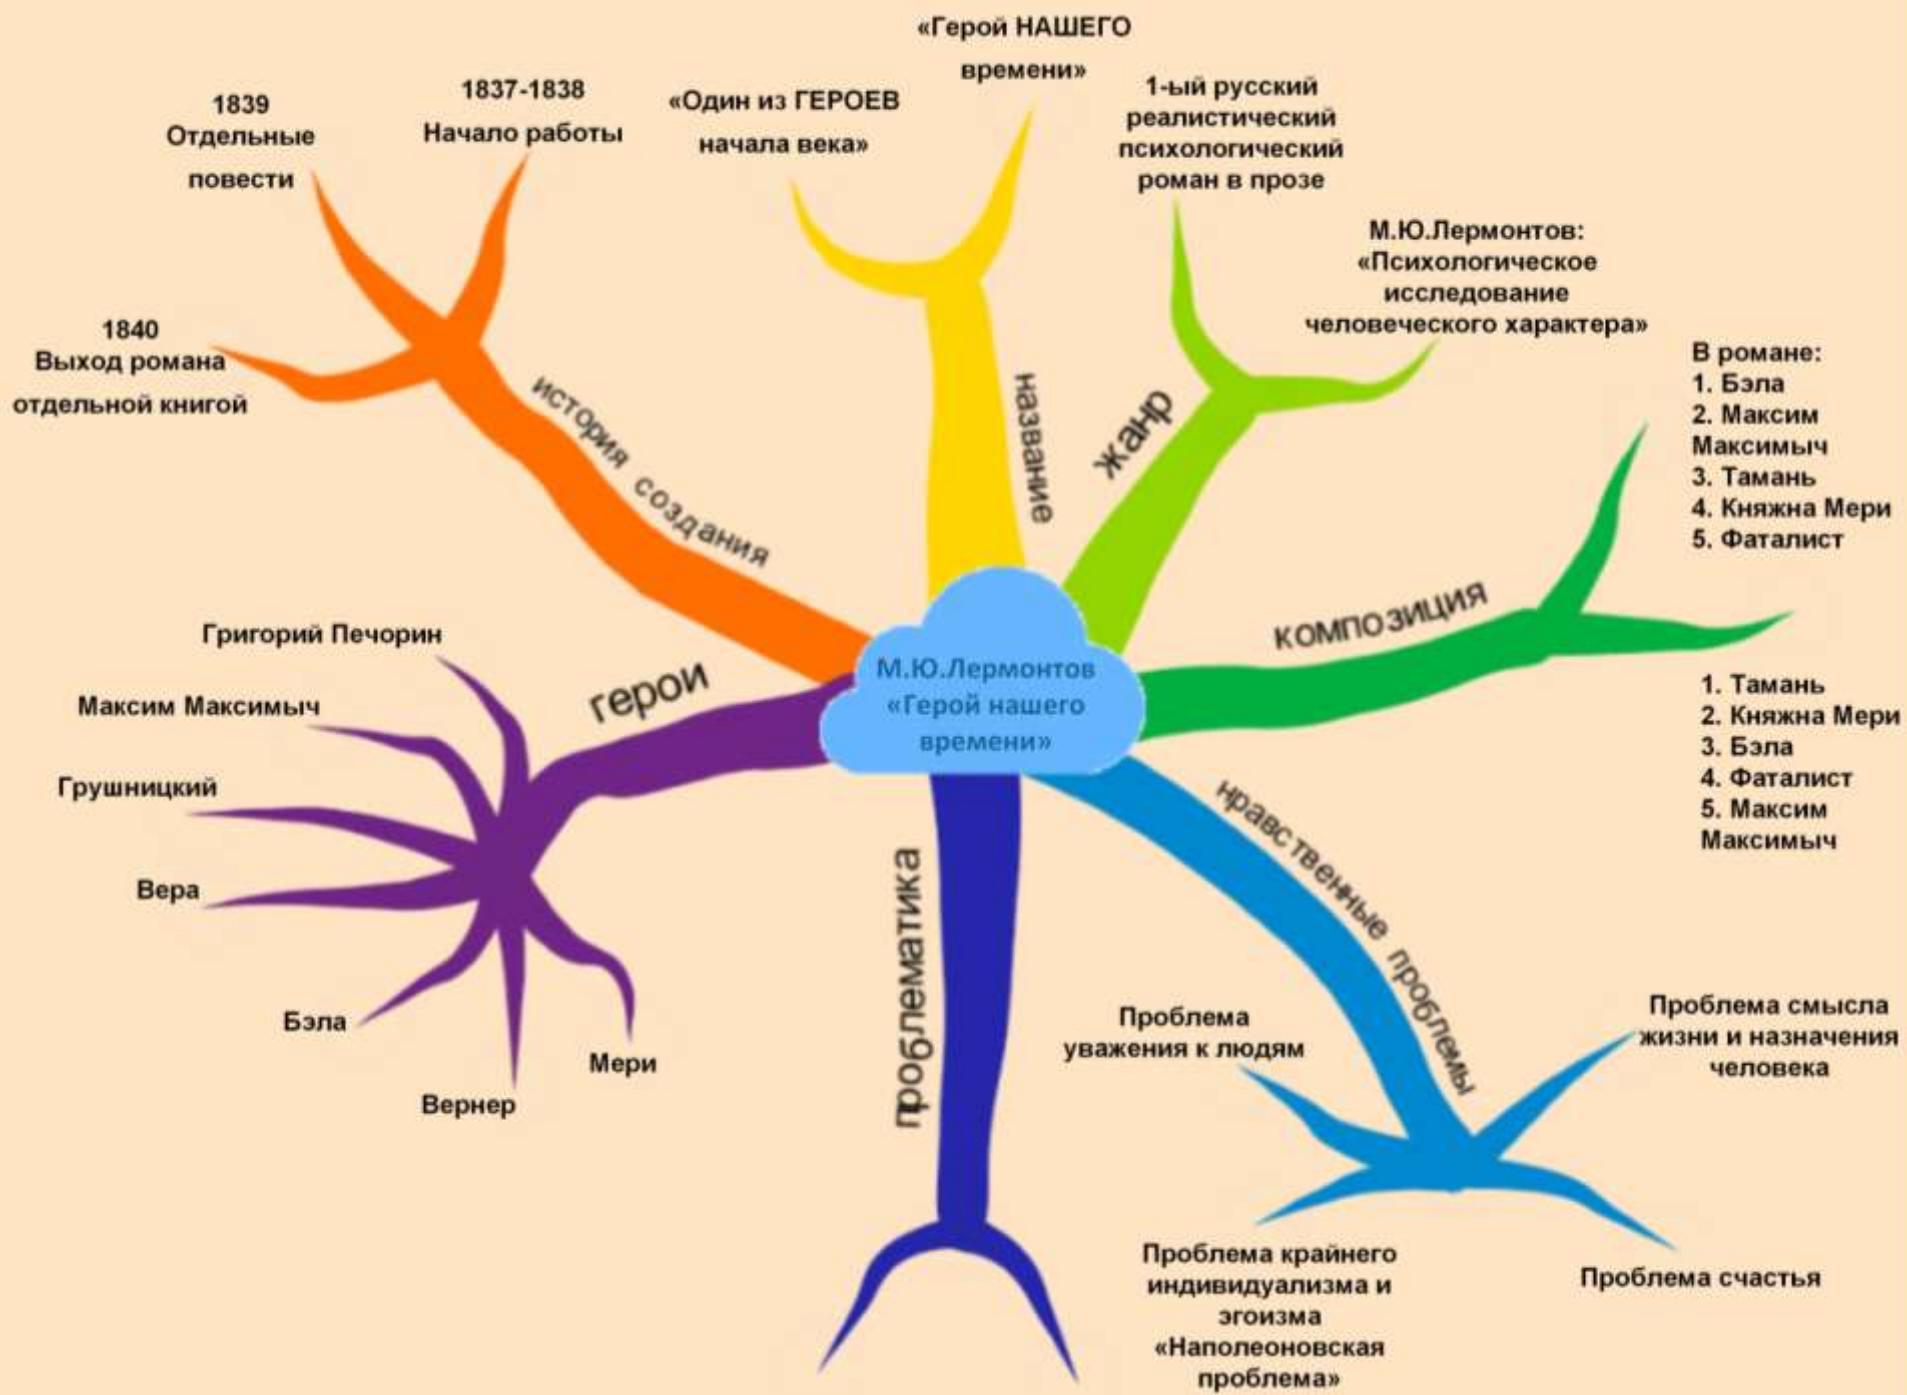 «Герой НАШЕГО
времени»
«Один из ГЕРОЕВ
начала века»
1837-1838
Начало работы
1839
Отдельные
повести
1840
Выход романа
отдельной книгой
история создания
название
1-ый русский
реалистический
психологический
роман в прозе
М.Ю.Лермонтов:
«Психологическое
исследование
человеческого характера»
жанр
В романе:
1. Бэла
2. Максим
Максимыч
3. Тамань
4. Княжна Мери
5. Фаталист
композиция
1. Тамань
2. Княжна Мери
3. Бэла
4. Фаталист
5. Максим
Максимыч
М.Ю.Лермонтов
«Герой нашего
времени»
герои
Григорий Печорин
Максим Максимыч
Грушницкий
Вера
Бэла
Вернер
Мери
проблематика
нравственные проблемы
Проблема
уважения к людям
Проблема смысла
жизни и назначения
человека
Проблема крайнего
индивидуализма и
эгоизма
«Наполеоновская
проблема»
Проблема счастья